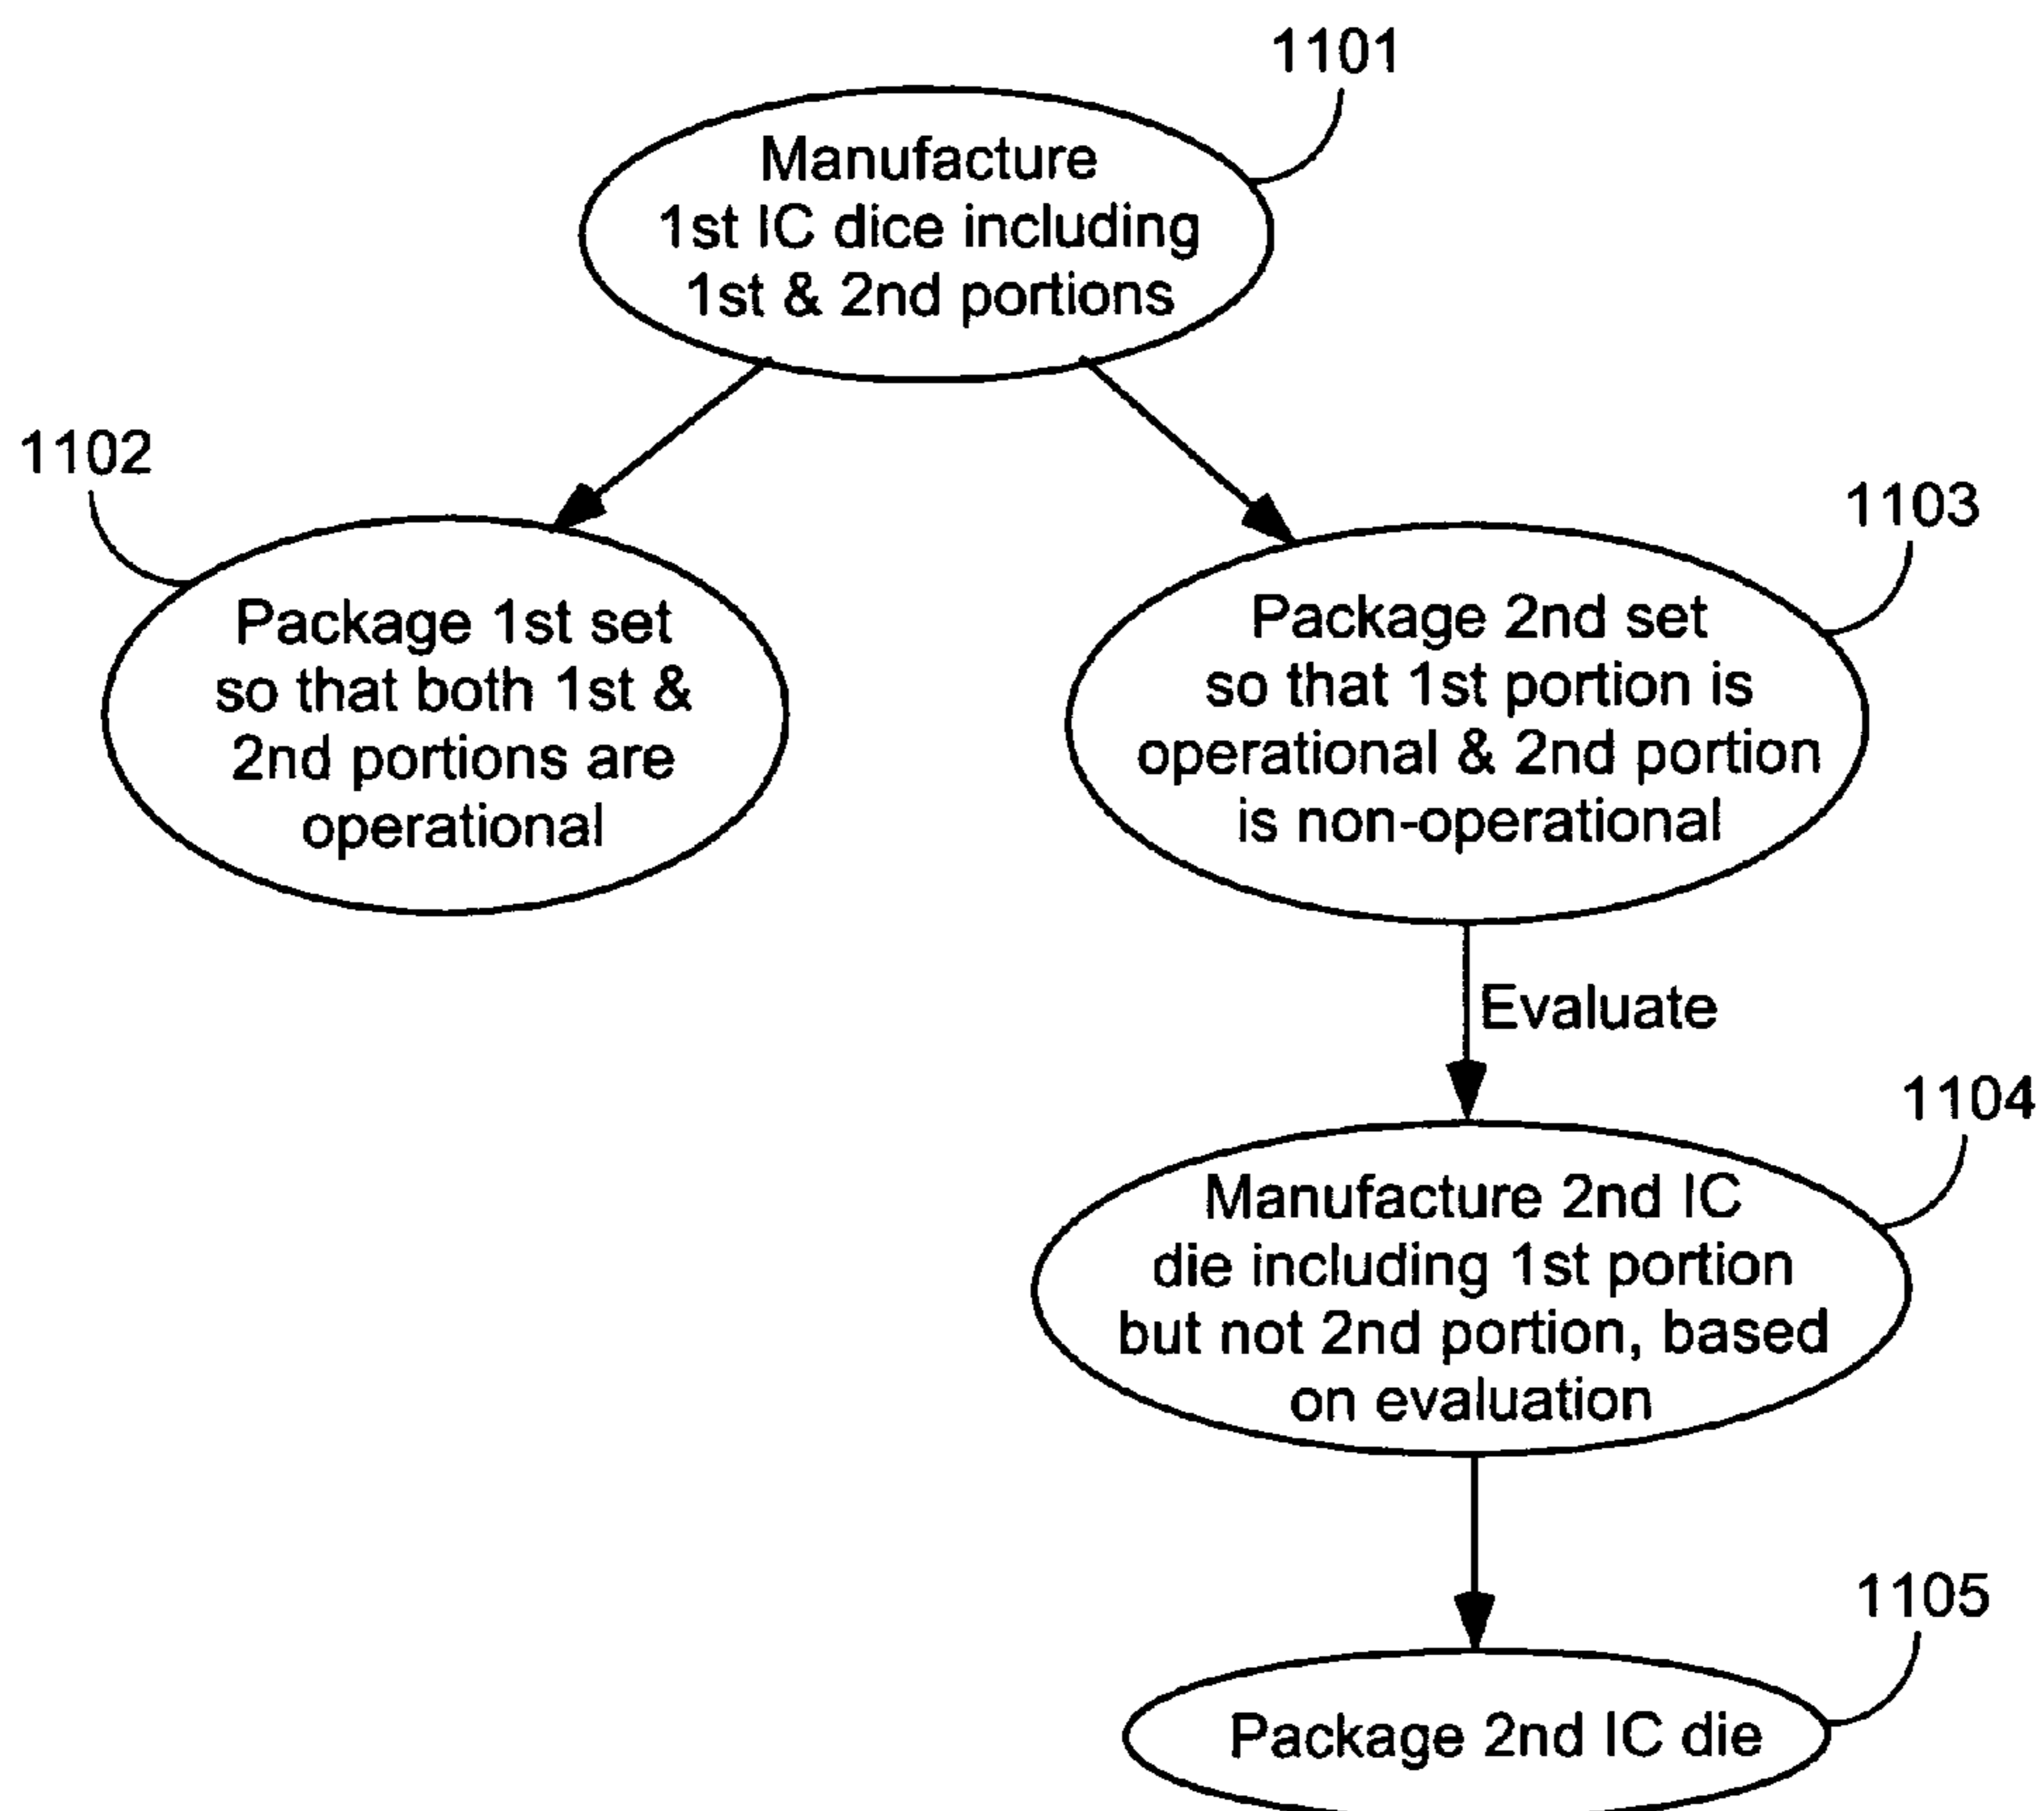 1101
Manufacture
1st IC dice including
1st & 2nd portions
1102
Package 1st set
so that both 1st &
2nd portions are
operational
1103
Package 2nd set
so that 1st portion is
operational & 2nd portion
is non-operational
Evaluate
1104
Manufacture 2nd IC
die including 1st portion
but not 2nd portion, based
on evaluation
1105
Package 2nd IC die